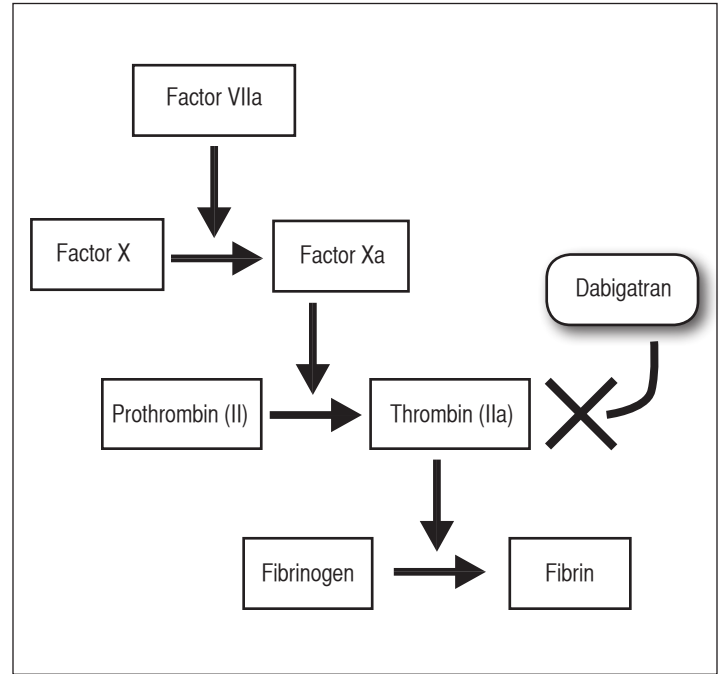 Factor VIIa
Factor X
Factor Xa
Dabigatran
Prothrombin (II)
Thrombin (IIa)
Fibrinogen
Fibrin